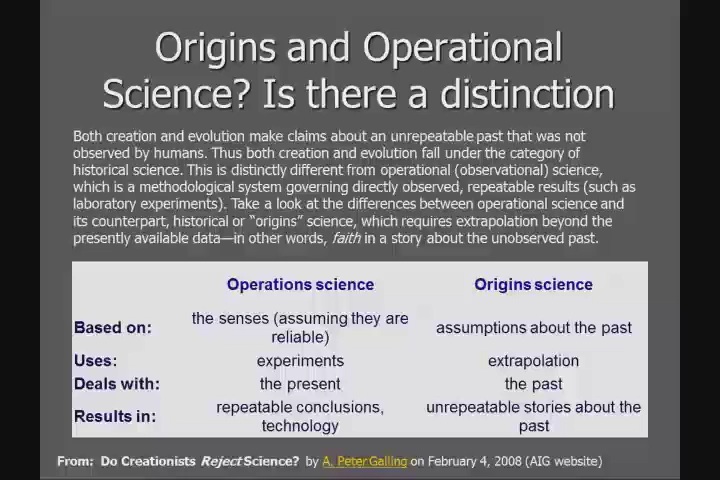 Origins and Operational
Science? Is there a distinction
Both creation and evolution make claims about an unrepeatable past that was not
observed by humans. Thus both creation and evolution fall under the category of
historical science. This is distinctly different from operational (observational) science,
which is a methodological system governing directly observed, repeatable results (such as
laboratory experiments). Take a look at the differences between operational science and
its counterpart, historical or “origins” science, which requires extrapolation beyond the
presently available data—in other words, faith in a story about the unobserved past.
Operations science Origins science
Based on: the senses (assuming they are reliable) assumptions about the past
Uses: experiments extrapolation
Deals with: the present the past
Results in: repeatable conclusions, technology unrepeatable stories about the past
From: Do Creationists Reject Science? by A. Peter Galling on February 4, 2008 (AIG website)